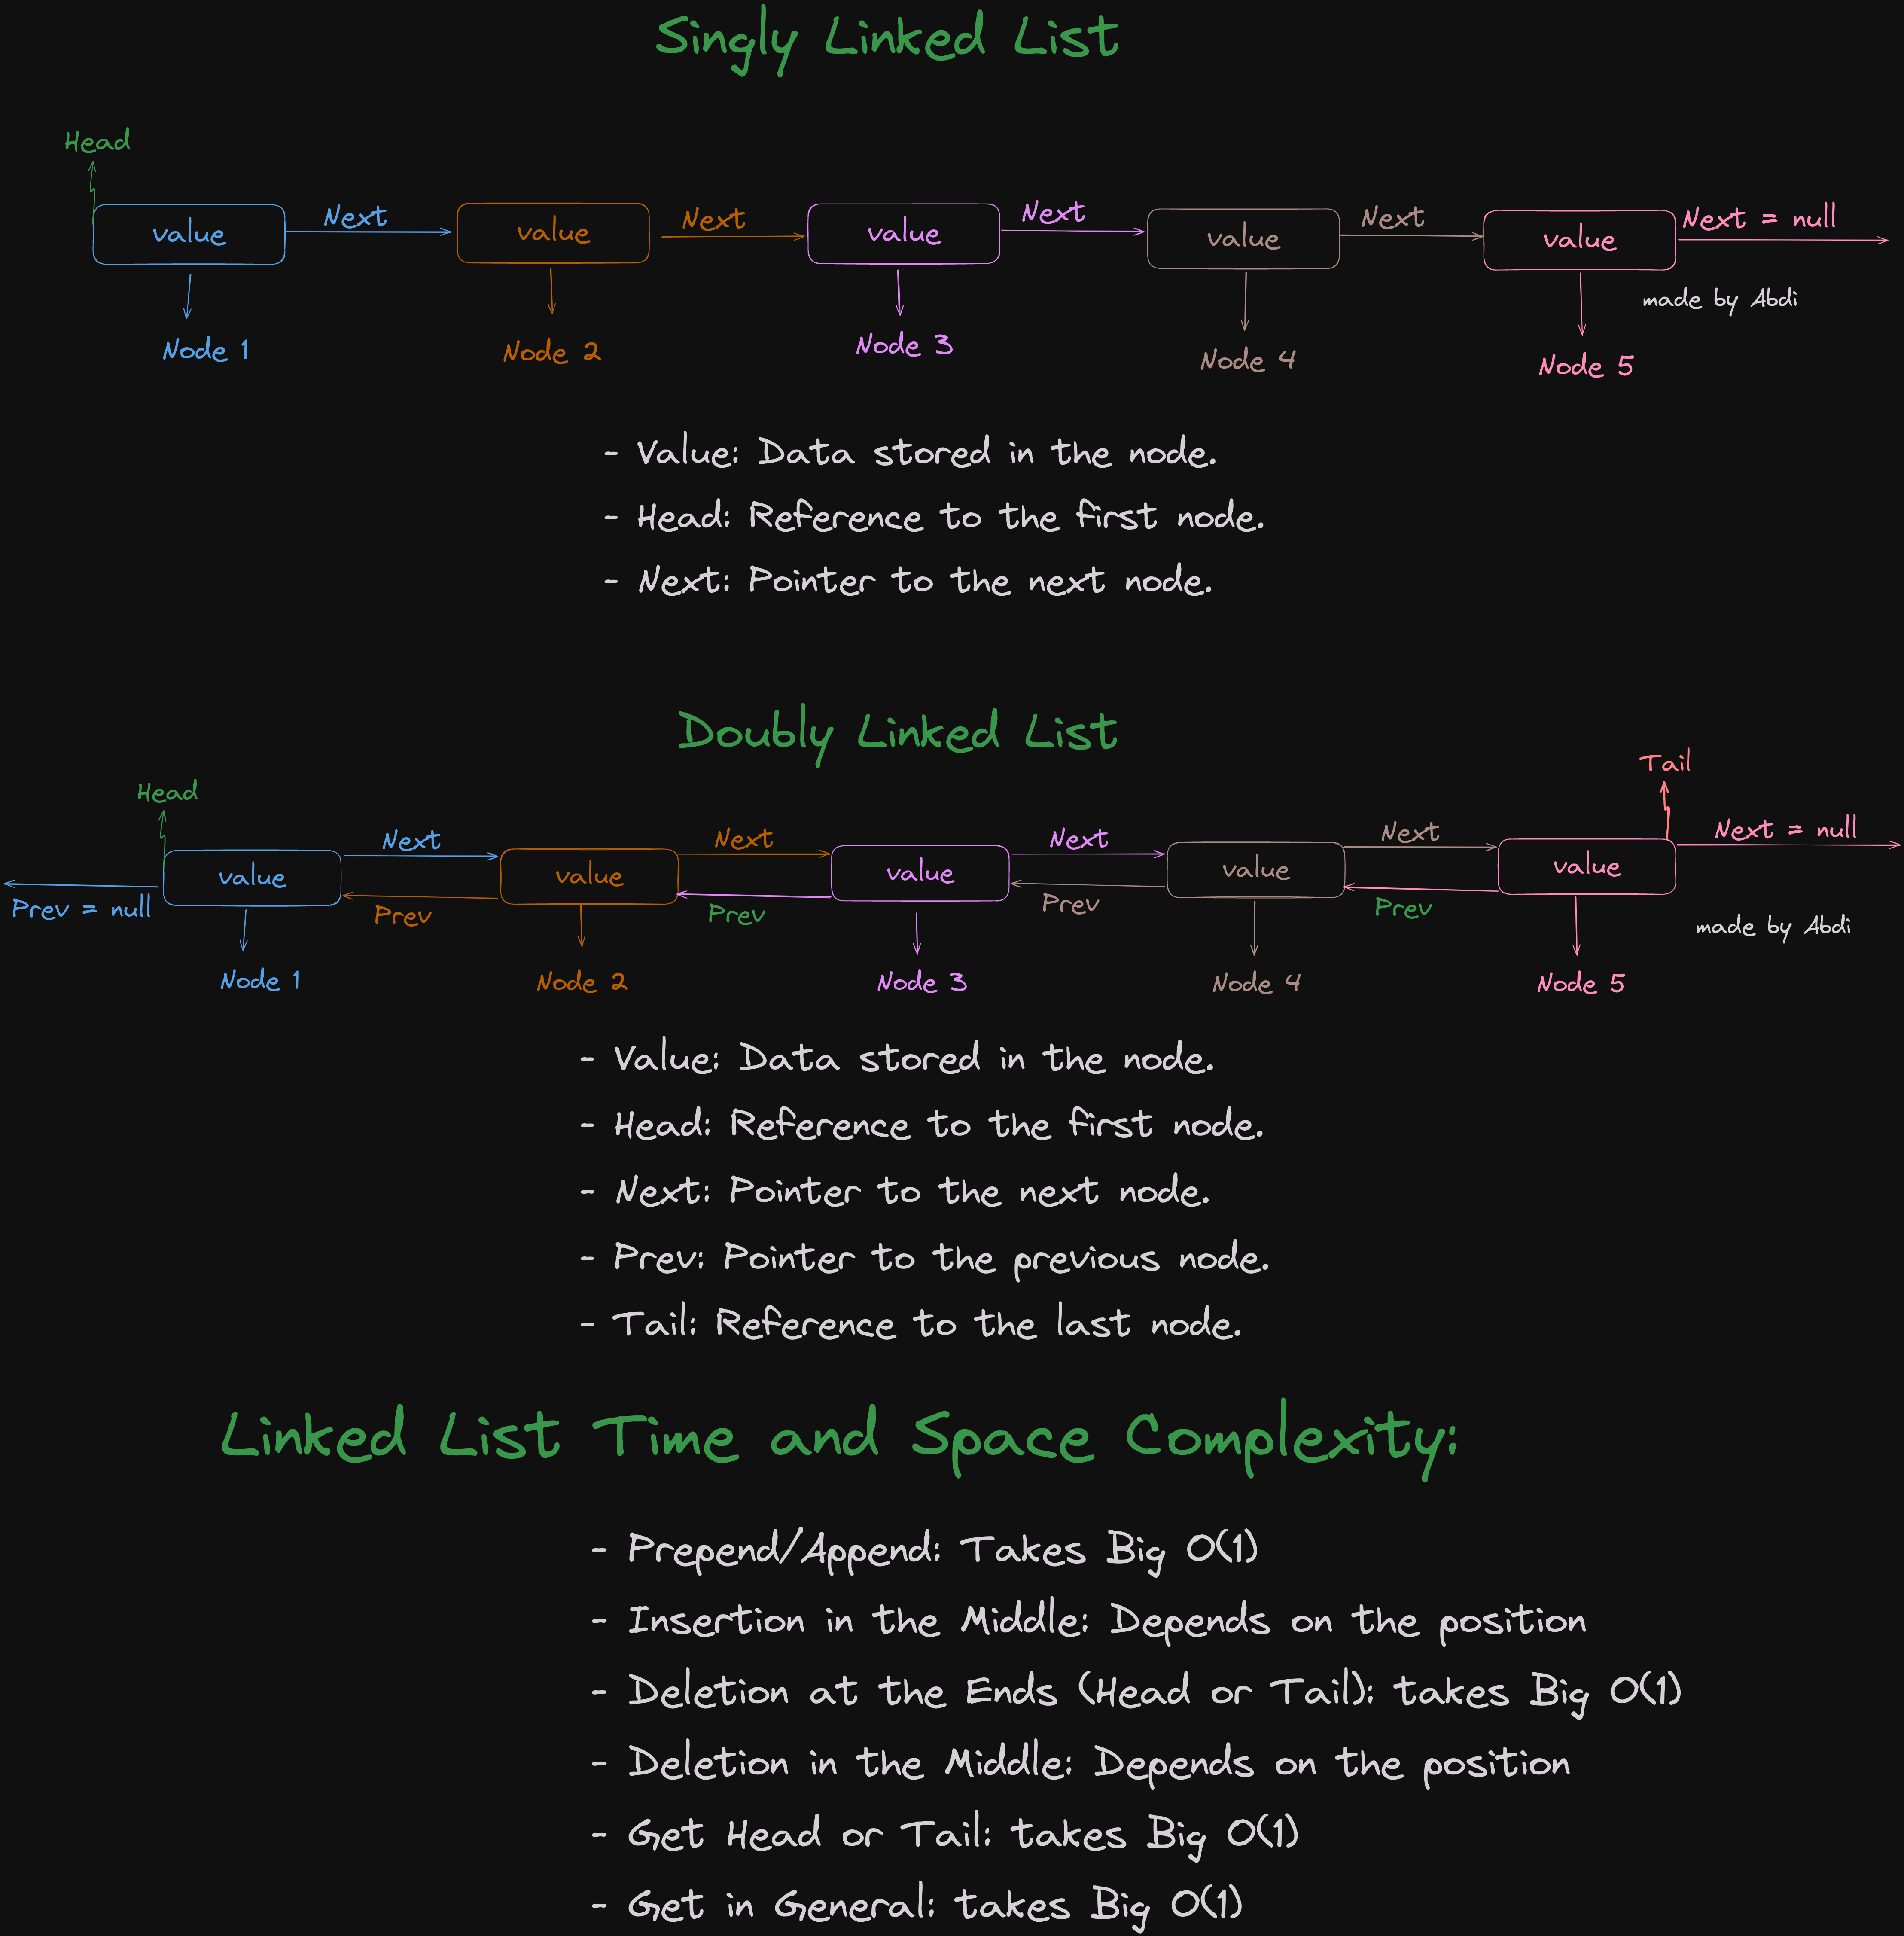 Singly Linked List
Head
value Next value Next value Next value Next value Next = null
made by Abdi
Node 1 Node 2 Node 3 Node 4 Node 5
- Value: Data stored in the node.
- Head: Reference to the first node.
- Next: Pointer to the next node.
Doubly Linked List
Head Tail
Next Next Next Next Next = null
value value value value value
Prev = null Prev Prev Prev Prev
made by Abdi
Node 1 Node 2 Node 3 Node 4 Node 5
- Value: Data stored in the node.
- Head: Reference to the first node.
- Next: Pointer to the next node.
- Prev: Pointer to the previous node.
- Tail: Reference to the last node.
Linked List Time and Space Complexity:
- Prepend/Append: Takes Big O(1)
- Insertion in the Middle: Depends on the position
- Deletion at the Ends (Head or Tail): takes Big O(1)
- Deletion in the Middle: Depends on the position
- Get Head or Tail: takes Big O(1)
- Get in General: takes Big O(1)